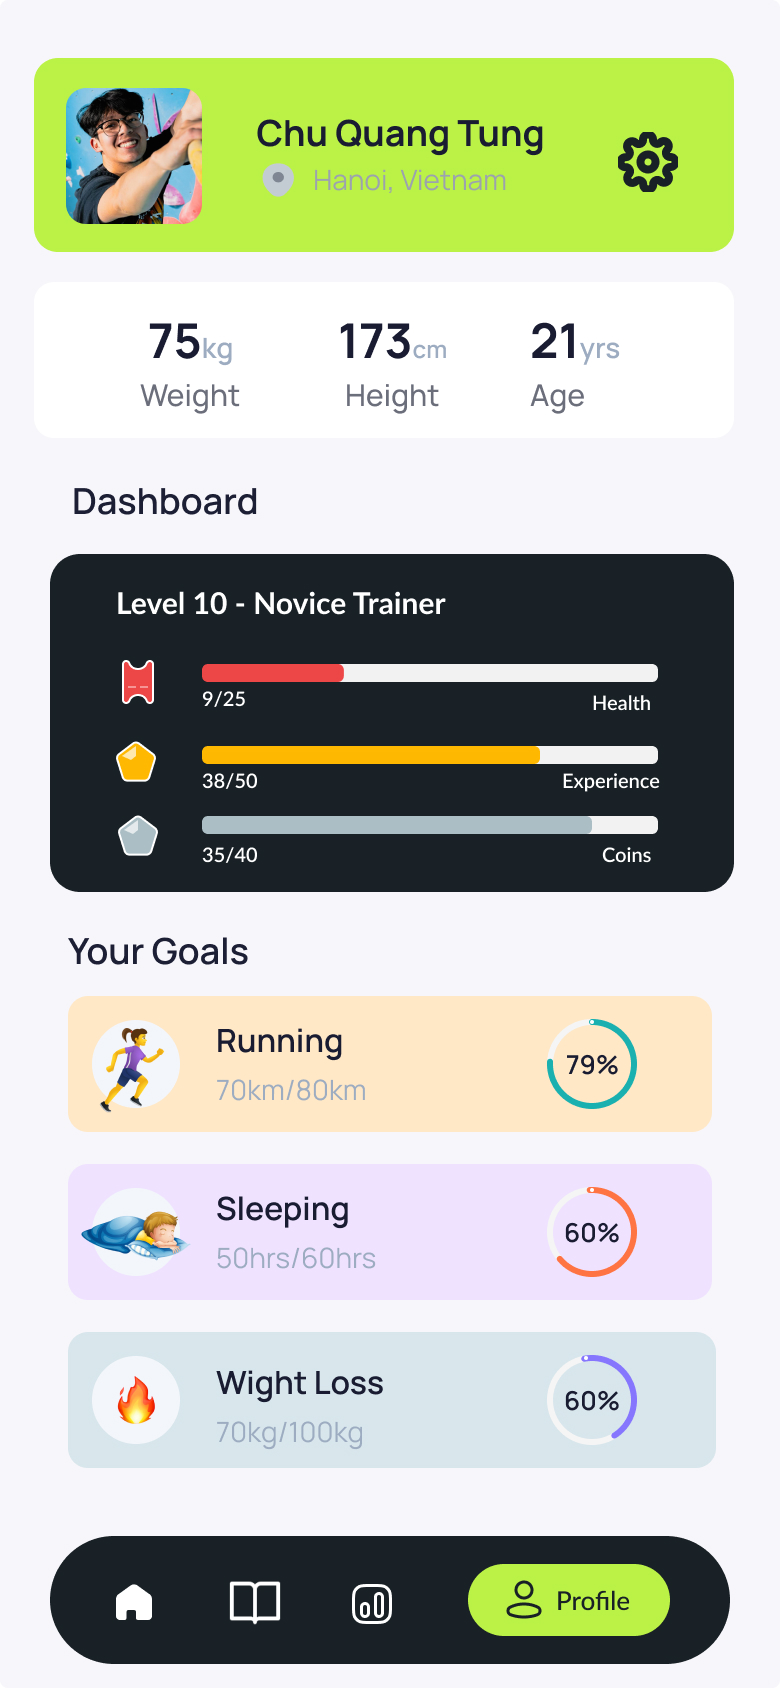 Chu Quang Tung
Hanoi, Vietnam
75kg 173cm 21yrs
Weight Height Age
Dashboard
Level 10 - Novice Trainer
9/25 Health
38/50 Experience
35/40 Coins
Your Goals
Running
70km/80km
79%
Sleeping
50hrs/60hrs
60%
Wight Loss
70kg/100kg
60%
Profile